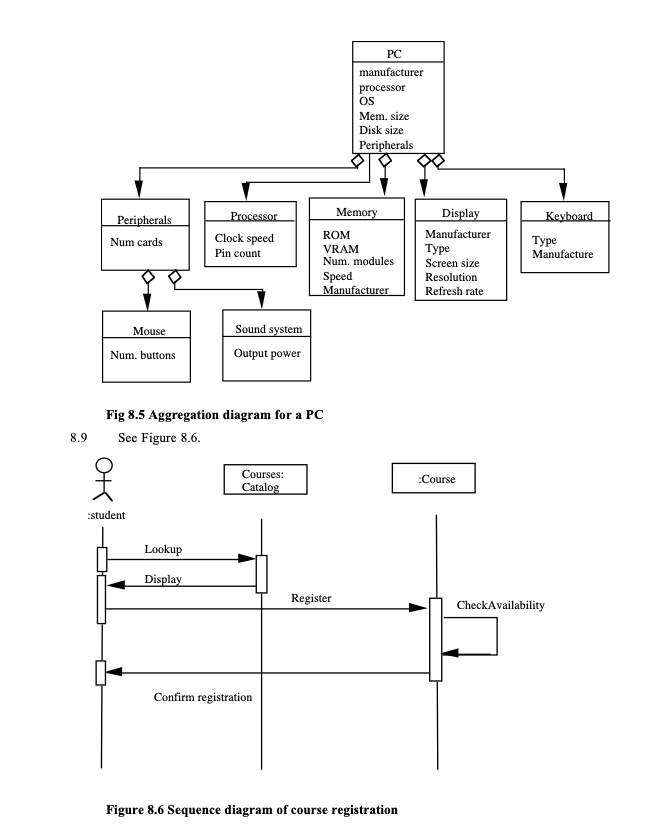 PC
manufacturer
processor
OS
Mem. size
Disk size
Peripherals
Peripherals
Num cards
Processor
Clock speed
Pin count
Memory
ROM
VRAM
Num. modules
Speed
Manufacturer
Display
Manufacturer
Type
Screen size
Resolution
Refresh rate
Keyboard
Type
Manufacture
Mouse
Num. buttons
Sound system
Output power
Fig 8.5 Aggregation diagram for a PC
8.9 See Figure 8.6.
:student
Courses:
Catalog
:Course
Lookup
Display
Register
CheckAvailability
Confirm registration
Figure 8.6 Sequence diagram of course registration